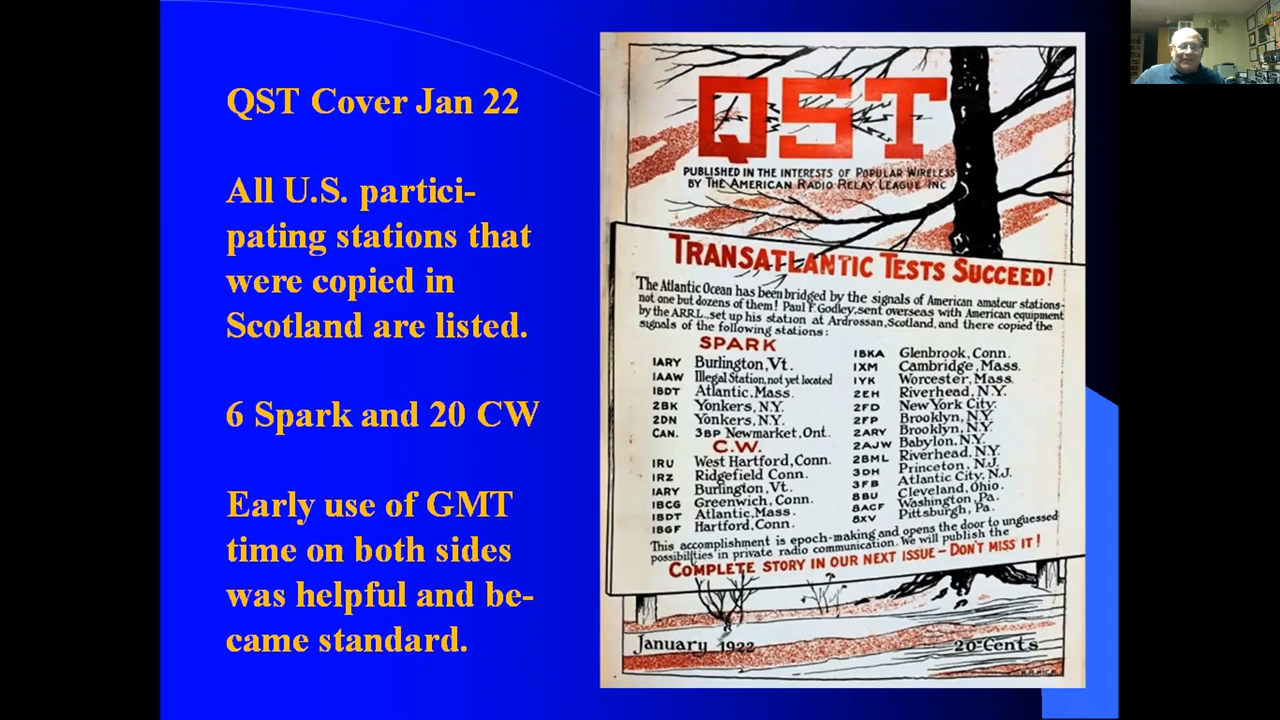 QST Cover Jan 22
All U.S. partici-
pating stations that
were copied in
Scotland are listed.
6 Spark and 20 CW
Early use of GMT
time on both sides
was helpful and be-
came standard.
QST
PUBLISHED IN THE INTERESTS OF POPULAR WIRELESS
BY THE AMERICAN RADIO RELAY LEAGUE INC
TRANSATLANTIC TESTS SUCCEED!
The Atlantic Ocean has been bridged by the signals of American amateur stations-
not one but dozens of them! Paul F. Godley, sent overseas with American equipment
by the A.R.R.L., set up his station at Ardrossan, Scotland, and there copied the
signals of the following stations:
SPARK
1ARY Burlington, Vt.
1AAW Illegal Station, not yet located
1BDT Atlantic, Mass.
2BK Yonkers, N.Y.
2DN Yonkers, N.Y.
CAN. 3BP Newmarket, Ont.
C.W.
1RU West Hartford, Conn.
1RZ Ridgefield Conn.
1ARY Burlington, Vt.
1BCG Greenwich, Conn.
1BDT Atlantic, Mass.
1BGF Hartford, Conn.
1BKA Glenbrook, Conn.
1XM Cambridge, Mass.
1YK Worcester, Mass.
2EH Riverhead, N.Y.
2FD New York City.
2FP Brooklyn, N.Y.
2ARY Brooklyn, N.Y.
2AJW Babylon, N.Y.
2BML Riverhead, N.Y.
3DH Princeton, N.J.
3FB Atlantic City, N.J.
8BU Cleveland, Ohio.
8ACF Washington, Pa.
8XV Pittsburgh, Pa.
This accomplishment is epoch-making and opens the door to unguessed
possibilities in private radio communication. We will publish the
COMPLETE STORY IN OUR NEXT ISSUE - DON'T MISS IT!
January 1922
20 Cents